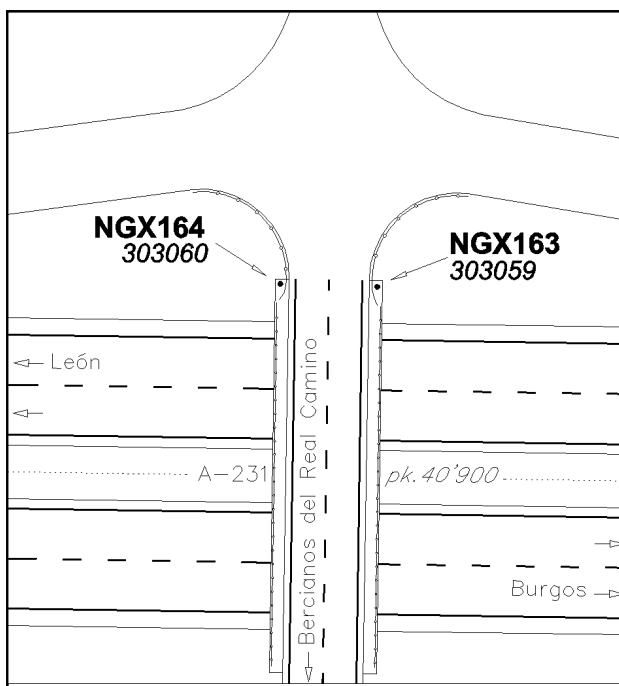 NGX164
303060
NGX163
303059
León
Bercianos del Real Camino
A-231
pk. 40'900
Burgos